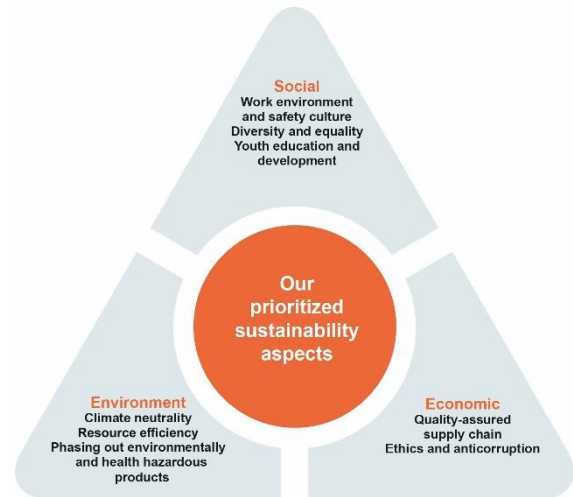 Social
Work environment
and safety culture
Diversity and equality
Youth education and
development
Our
prioritized
sustainability
aspects
Environment
Climate neutrality
Resource efficiency
Phasing out environmentally
and health hazardous
products
Economic
Quality-assured
supply chain
Ethics and anticorruption